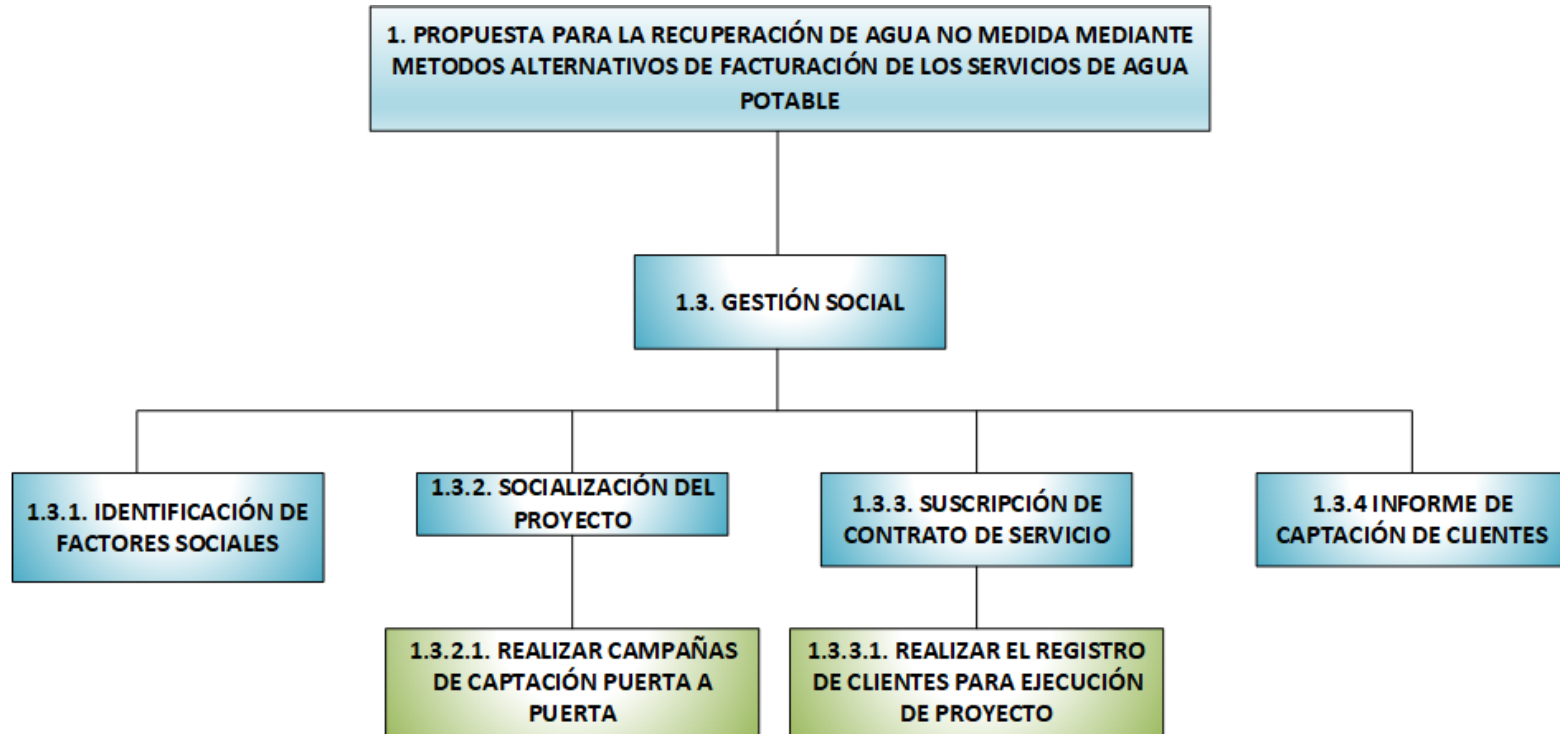 1. PROPUESTA PARA LA RECUPERACIÓN DE AGUA NO MEDIDA MEDIANTE
METODOS ALTERNATIVOS DE FACTURACIÓN DE LOS SERVICIOS DE AGUA
POTABLE
1.3. GESTIÓN SOCIAL
1.3.1. IDENTIFICACIÓN DE
FACTORES SOCIALES
1.3.2. SOCIALIZACIÓN DEL
PROYECTO
1.3.3. SUSCRIPCIÓN DE
CONTRATO DE SERVICIO
1.3.4 INFORME DE
CAPTACIÓN DE CLIENTES
1.3.2.1. REALIZAR CAMPAÑAS
DE CAPTACIÓN PUERTA A
PUERTA
1.3.3.1. REALIZAR EL REGISTRO
DE CLIENTES PARA EJECUCIÓN
DE PROYECTO